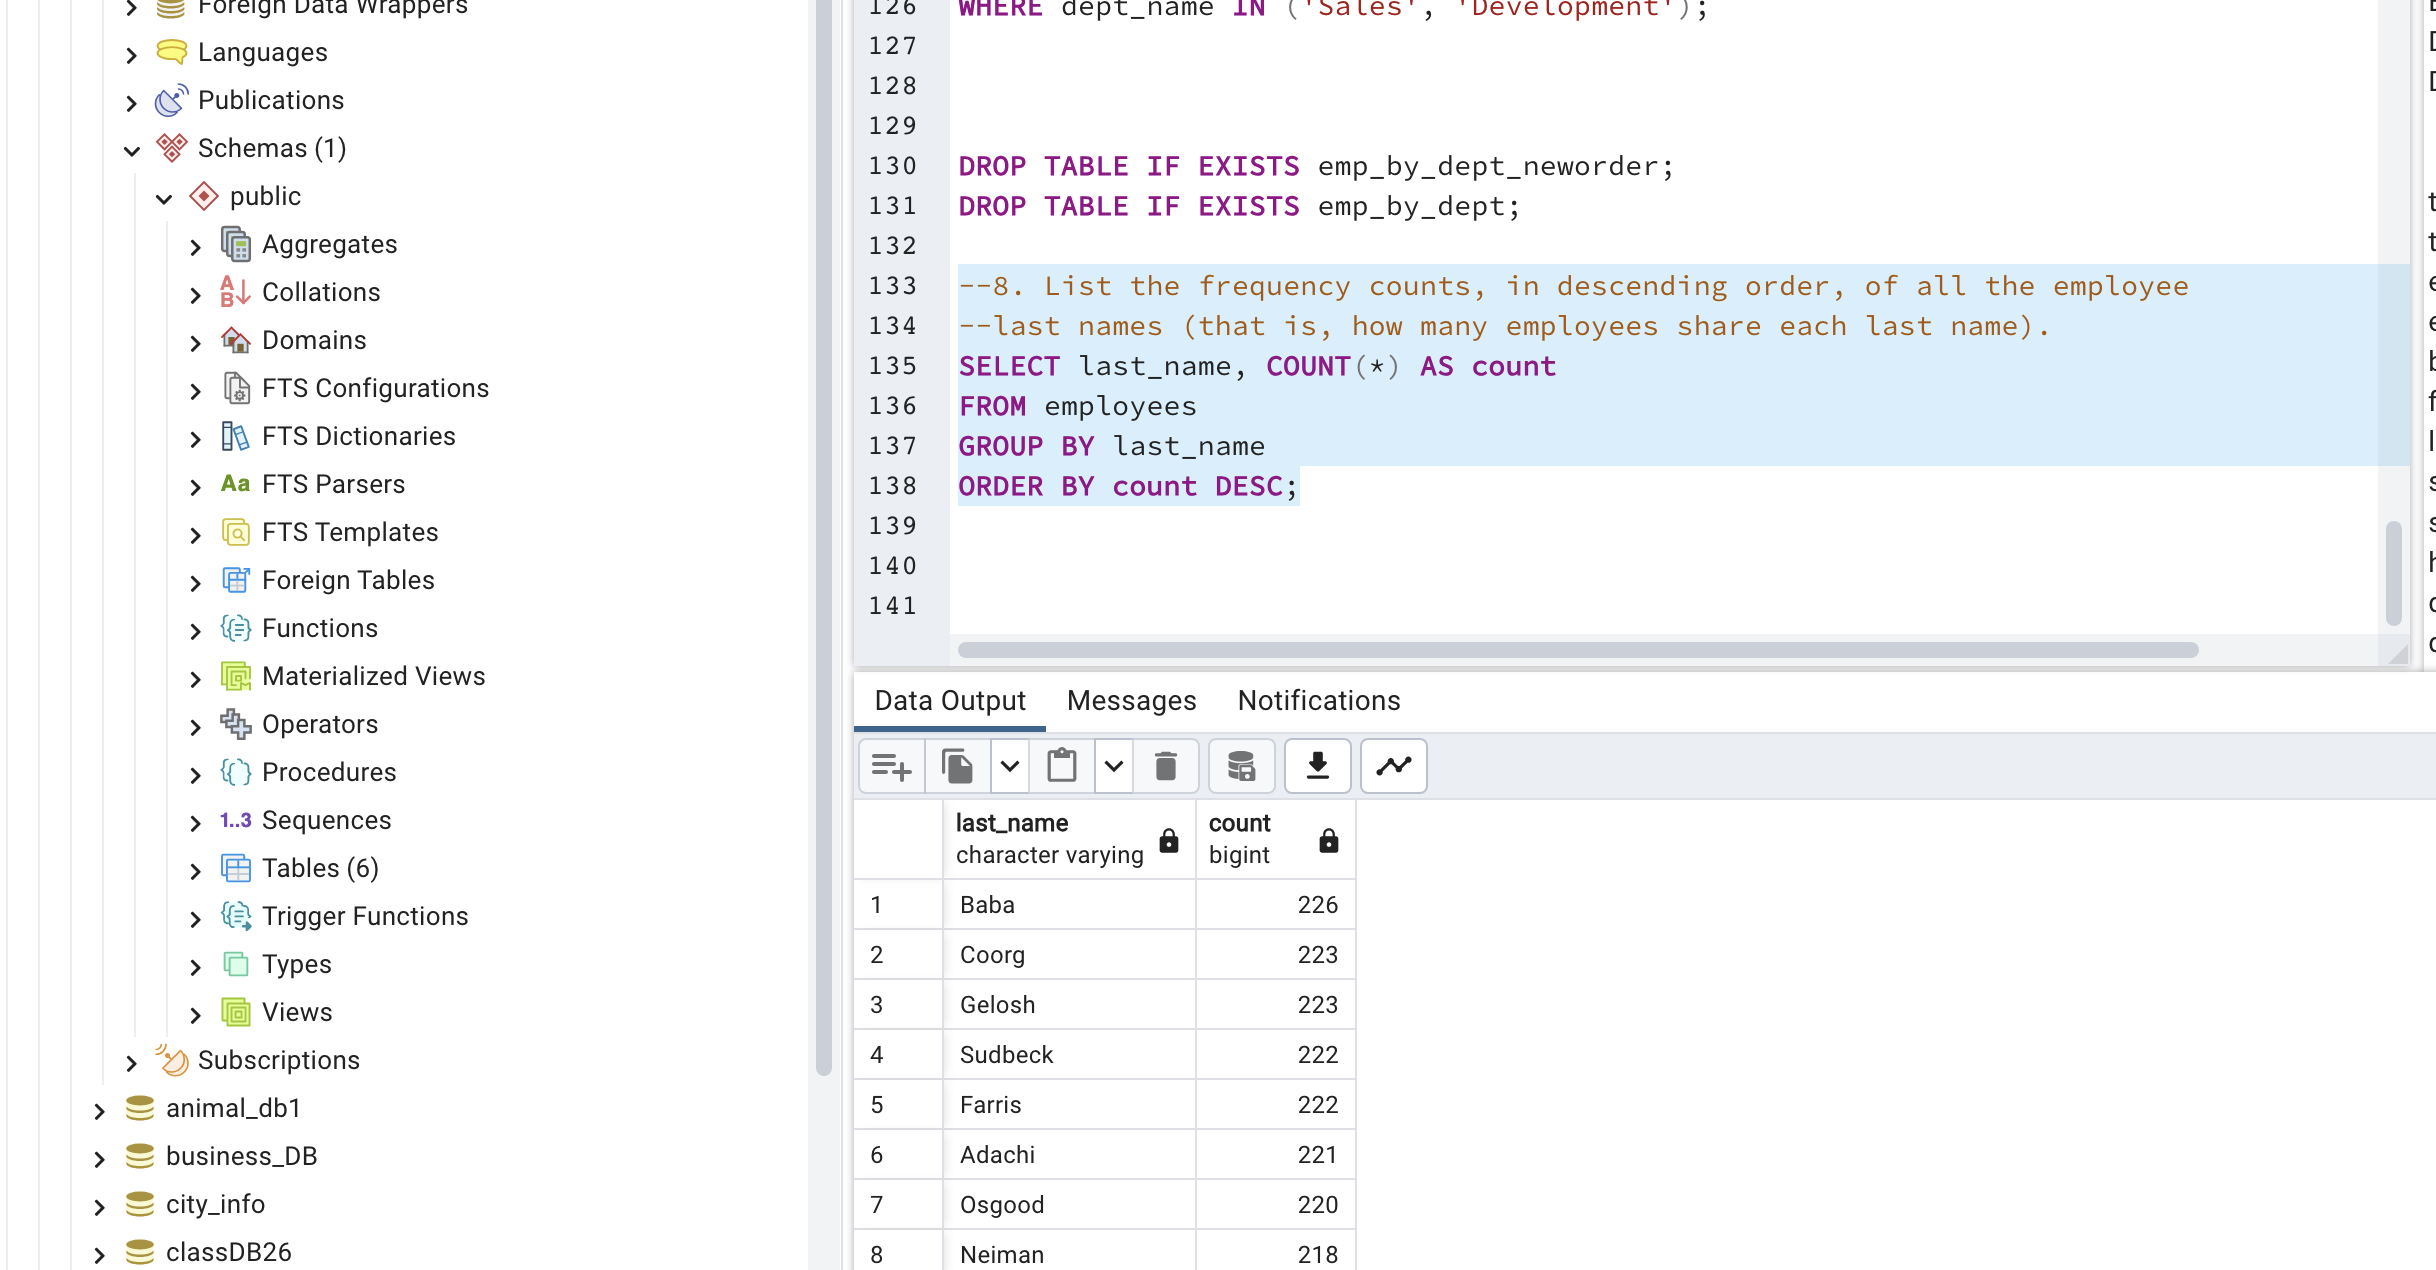 Foreign Data Wrappers
Languages
Publications
Schemas (1)
public
Aggregates
Collations
Domains
FTS Configurations
FTS Dictionaries
Aa FTS Parsers
FTS Templates
Foreign Tables
Functions
Materialized Views
Operators
Procedures
1..3 Sequences
Tables (6)
Trigger Functions
Types
Views
Subscriptions
animal_db1
business_DB
city_info
classDB26
126 WHERE dept_name IN ('Sales', 'Development');
127
128
129
130 DROP TABLE IF EXISTS emp_by_dept_neworder;
131 DROP TABLE IF EXISTS emp_by_dept;
132
133 --8. List the frequency counts, in descending order, of all the employee
134 --last names (that is, how many employees share each last name).
135 SELECT last_name, COUNT(*) AS count
136 FROM employees
137 GROUP BY last_name
138 ORDER BY count DESC;
139
140
141
Data Output Messages Notifications
last_name count
character varying bigint
1 Baba 226
2 Coorg 223
3 Gelosh 223
4 Sudbeck 222
5 Farris 222
6 Adachi 221
7 Osgood 220
8 Neiman 218